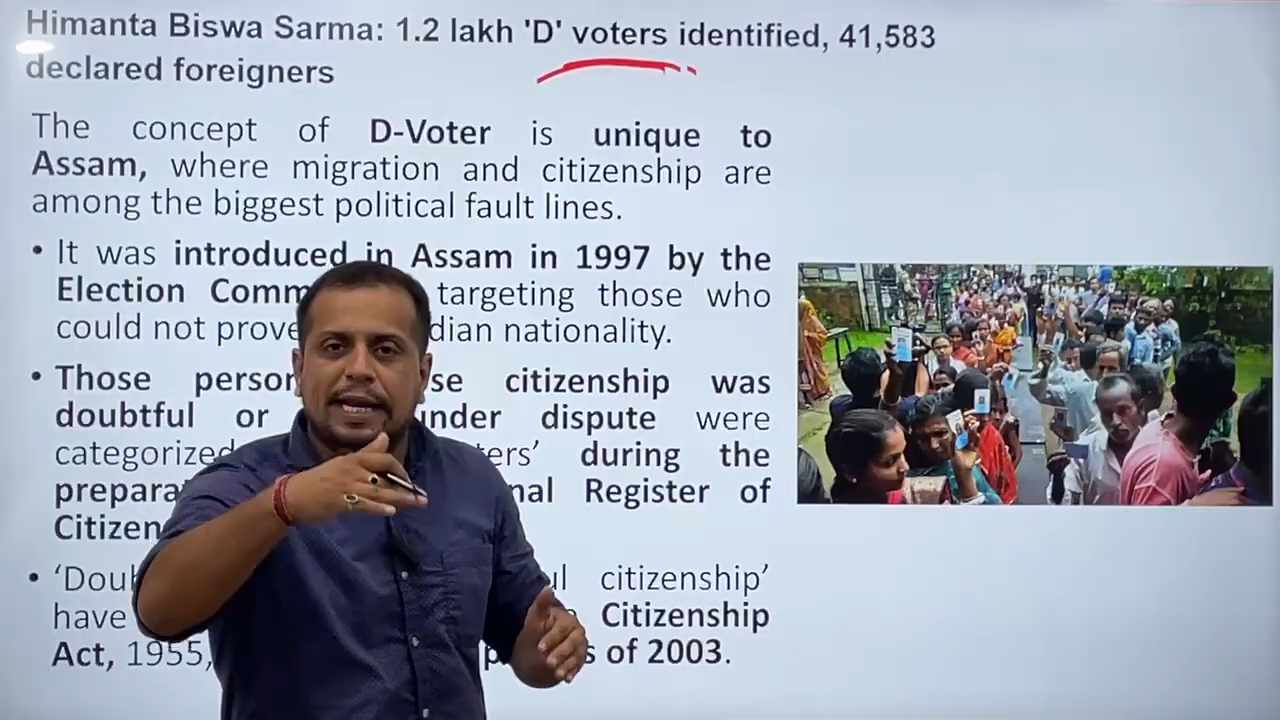 Himanta Biswa Sarma: 1.2 lakh 'D' voters identified, 41,583
declared foreigners
The concept of D-Voter is unique to
Assam, where migration and citizenship are
among the biggest political fault lines.
• It was introduced in Assam in 1997 by the
Election Comm targeting those who
could not prove dian nationality.
• Those person se citizenship was
doubtful or under dispute were
categorized ers' during the
prepara nal Register of
Citizen
• 'Doul ul citizenship'
have Citizenship
Act, 1955, s of 2003.